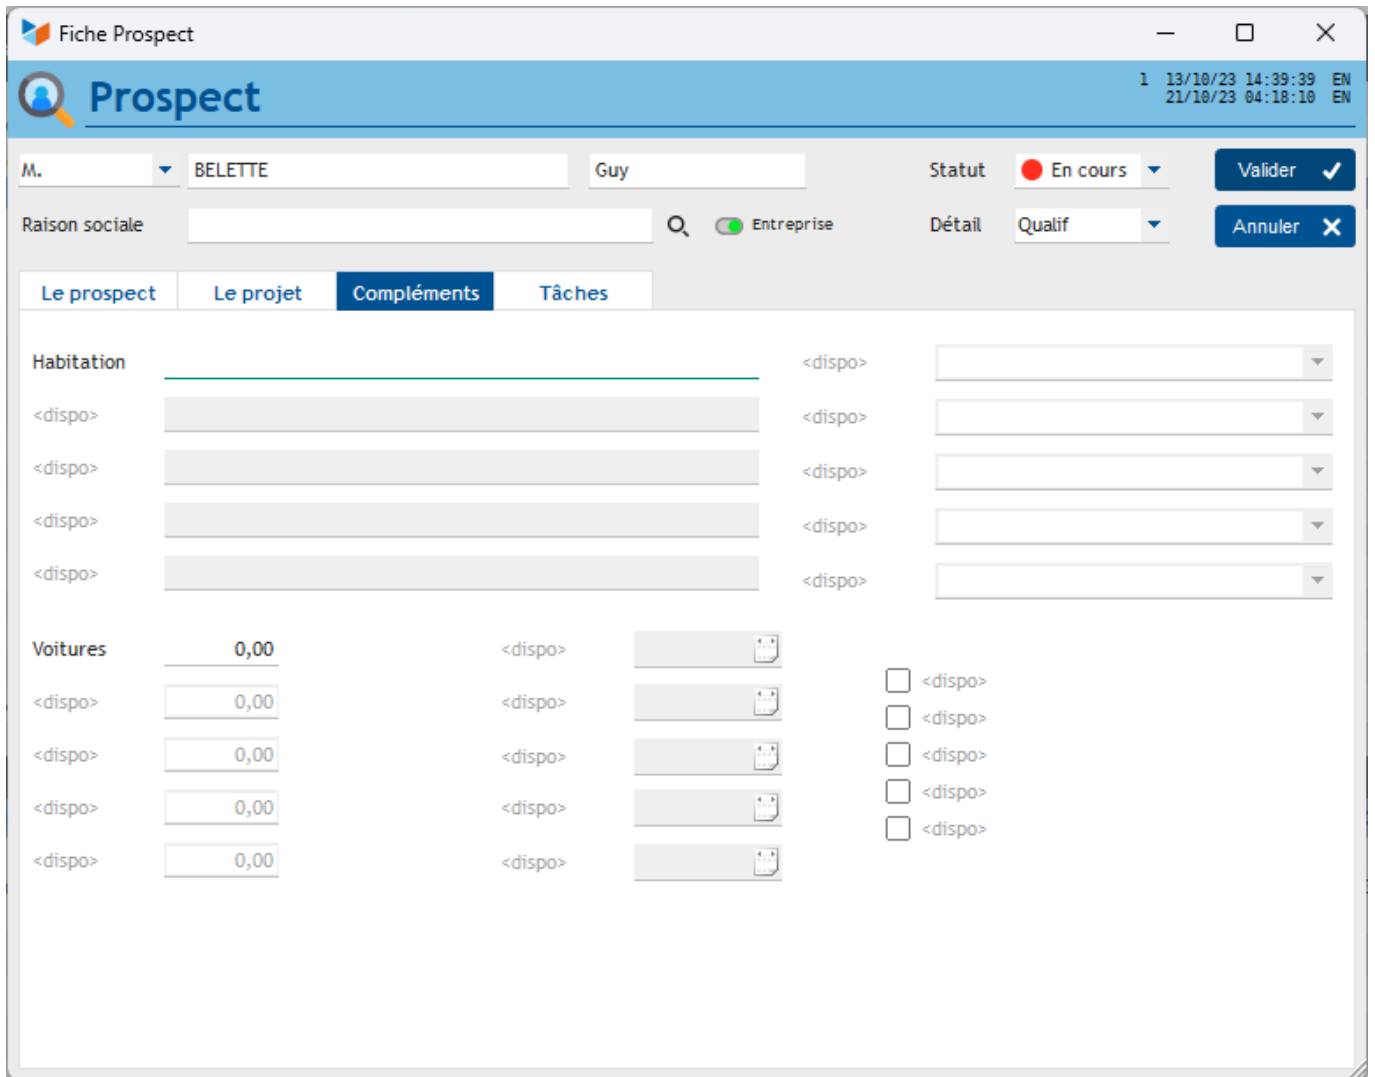 Fiche Prospect
Prospect
1 13/10/23 14:39:39 EN
21/10/23 04:18:10 EN
M. BELETTE Guy Statut En cours Valider
Raison sociale Entreprise Détail Qualif Annuler
Le prospect Le projet Compléments Tâches
Habitation <dispo>
<dispo> <dispo>
<dispo> <dispo>
<dispo> <dispo>
<dispo> <dispo>
Voitures 0,00 <dispo>
<dispo>
<dispo> 0,00 <dispo>
<dispo>
<dispo> 0,00 <dispo>
<dispo>
<dispo> 0,00 <dispo>
<dispo>
<dispo>
<dispo> 0,00 <dispo>